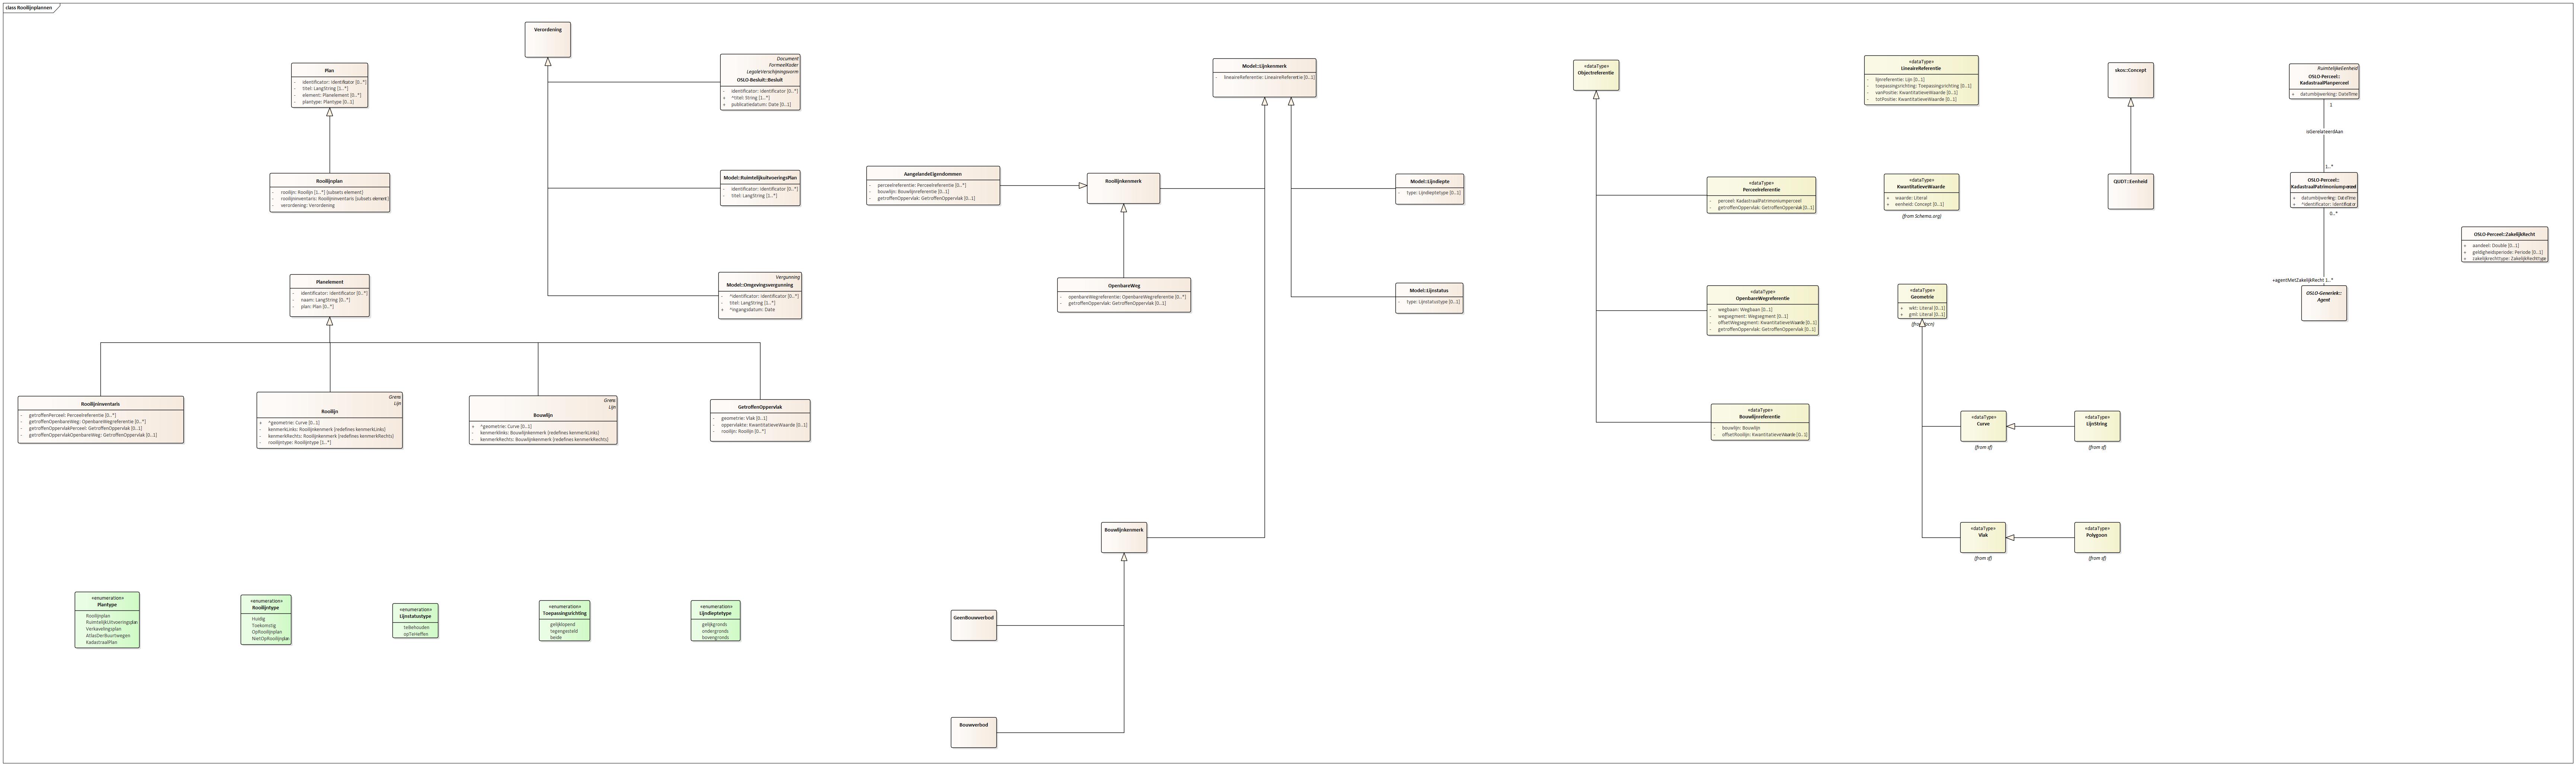 class Rooilijnplannen
Plan
- identificator: Identificator [0..*]
- titel: LangString [1..*]
- element: Planelement [0..*]
- plantype: Plantype [0..1]
Rooilijnplan
- rooilijn: Rooilijn [1..*] {subsets element}
- rooilijninventaris: Rooilijninventaris {subsets element}
- verordening: Verordening
Planelement
- identificator: Identificator [0..*]
- naam: LangString [0..*]
- plan: Plan [0..*]
Rooilijninventaris
- getroffenPerceel: Perceelreferentie [0..*]
- getroffenOpenbareWeg: OpenbareWegreferentie [0..*]
- getroffenOppervlakPerceel: GetroffenOppervlak [0..1]
- getroffenOppervlakOpenbareWeg: GetroffenOppervlak [0..1]
Grens
Lijn
Rooilijn
+ *geometrie: Curve [0..1]
- kenmerkLinks: Rooilijnkenmerk {redefines kenmerkLinks}
- kenmerkRechts: Rooilijnkenmerk {redefines kenmerkRechts}
- rooilijntype: Rooilijntype [1..*]
Grens
Lijn
Bouwlijn
+ *geometrie: Curve [0..1]
- kenmerklinks: Bouwlijnkenmerk {redefines kenmerkLinks}
- kenmerkRechts: Bouwlijnkenmerk {redefines kenmerkRechts}
GetroffenOppervlak
- geometrie: Vlak [0..1]
- oppervlakte: KwantitatieveWaarde [0..1]
- rooilijn: Rooilijn [0..*]
«enumeration»
Plantype
Rooilijnplan
RuimtelijkUitvoeringsplan
Verkavelingsplan
AtlasDerBuurtwegen
KadastraalPlan
«enumeration»
Rooilijntype
Huidig
Toekomstig
OpRooilijnplan
NietOpRooilijnplan
«enumeration»
Lijnstatustype
teBehouden
opTeHeffen
«enumeration»
Toepassingsrichting
gelijklopend
tegengesteld
beide
«enumeration»
Lijndieptetype
gelijkgronds
ondergronds
bovengronds
Verordening
Document
FormeelKader
LegaleVerschijningsvorm
OSLO-Besluit::Besluit
- identificator: Identificator [0..*]
+ *titel: String [1..*]
+ publicatiedatum: Date [0..1]
Model::RuimtelijkuitvoeringsPlan
- identificator: Identificator [0..*]
- titel: LangString [1..*]
Vergunning
Model::Omgevingsvergunning
- *identificator: Identificator [0..*]
- titel: LangString [1..*]
+ *ingangsdatum: Date
AangelandeEigendommen
- perceelreferentie: Perceelreferentie [0..*]
- bouwlijn: Bouwlijnreferentie [0..1]
- getroffenOppervlak: GetroffenOppervlak [0..1]
Rooilijnkenmerk
OpenbareWeg
- openbareWegreferentie: OpenbareWegreferentie [0..*]
- getroffenOppervlak: GetroffenOppervlak [0..1]
Model::Lijnkenmerk
- lineaireReferentie: LineaireReferentie [0..1]
Model::Lijndiepte
- type: Lijndieptetype [0..1]
Model::Lijnstatus
- type: Lijnstatustype [0..1]
Bouwlijnkenmerk
GeenBouwverbod
Bouwverbod
«dataType»
Objectreferentie
«dataType»
Perceelreferentie
- perceel: KadastraalPatrimoniumperceel
- getroffenOppervlak: GetroffenOppervlak [0..1]
«dataType»
OpenbareWegreferentie
- wegbaan: Wegbaan [0..1]
- wegsegment: Wegsegment [0..1]
- offsetWegsegment: KwantitatieveWaarde [0..1]
- getroffenOppervlak: GetroffenOppervlak [0..1]
«dataType»
Bouwlijnreferentie
- bouwlijn: Bouwlijn
- offsetRooilijn: KwantitatieveWaarde [0..1]
«dataType»
LineaireReferentie
- lijnreferentie: Lijn [0..1]
- toepassingsrichting: Toepassingsrichting [0..1]
- vanPositie: KwantitatieveWaarde [0..1]
- totPositie: KwantitatieveWaarde [0..1]
«dataType»
KwantitatieveWaarde
+ waarde: Literal
+ eenheid: Concept [0..1]
(from Schema.org)
«dataType»
Geometrie
+ wkt: Literal [0..1]
+ gml: Literal [0..1]
«dataType»
Curve
(from sf)
«dataType»
LijnString
(from sf)
«dataType»
Vlak
(from sf)
«dataType»
Polygoon
(from sf)
skos::Concept
QUDT::Eenheid
RuimtelijkeEenheid
OSLO-Perceel::
KadastraalPlanperceel
+ datumbijwerking: DateTime
1
isGerelateerdAan
1..*
OSLO-Perceel::
KadastraalPatrimoniumperceel
+ datumbijwerking: DateTime
+ *identificator: Identificator
0..*
+agentMetZakelijkRecht 1..*
OSLO-Generiek::
Agent
OSLO-Perceel::ZakelijkRecht
+ aandeel: Double [0..1]
+ geldigheidsperiode: Periode [0..1]
+ zakelijkrechttype: ZakelijkRechttype